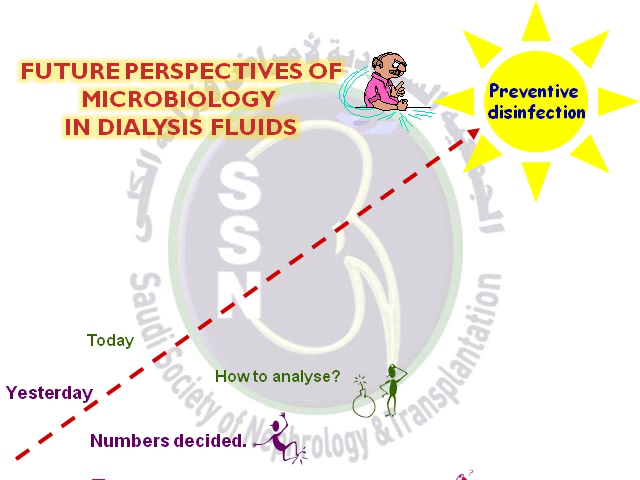 FUTURE PERSPECTIVES OF
MICROBIOLOGY
IN DIALYSIS FLUIDS
Preventive
disinfection
Today
How to analyse?
Yesterday
Numbers decided.
SSN
Saudi Society of Nephrology & Transplantation